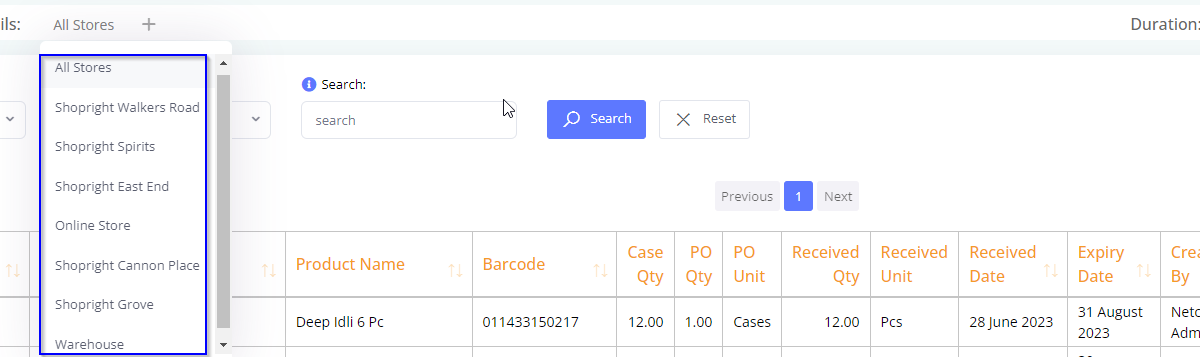 ils: All Stores + Duration:
All Stores
Search:
Shopright Walkers Road
search Search Reset
Shopright Spirits
Shopright East End
Previous 1 Next
Online Store
Shopright Cannon Place
Shopright Grove
Warehouse
Product Name Barcode Case Qty PO Qty PO Unit Received Qty Received Unit Received Date Expiry Date Crea By
Deep Idli 6 Pc 011433150217 12.00 1.00 Cases 12.00 Pcs 28 June 2023 31 August 2023 Netc Adm